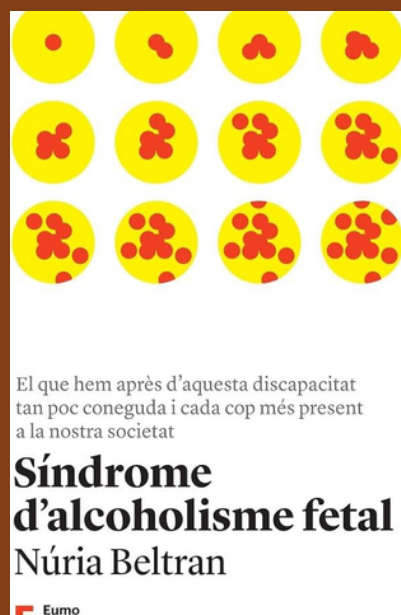 El que hem après d’aquesta discapacitat
tan poc coneguda i cada cop més present
a la nostra societat
Síndrome
d’alcoholisme fetal
Núria Beltran
Eumo